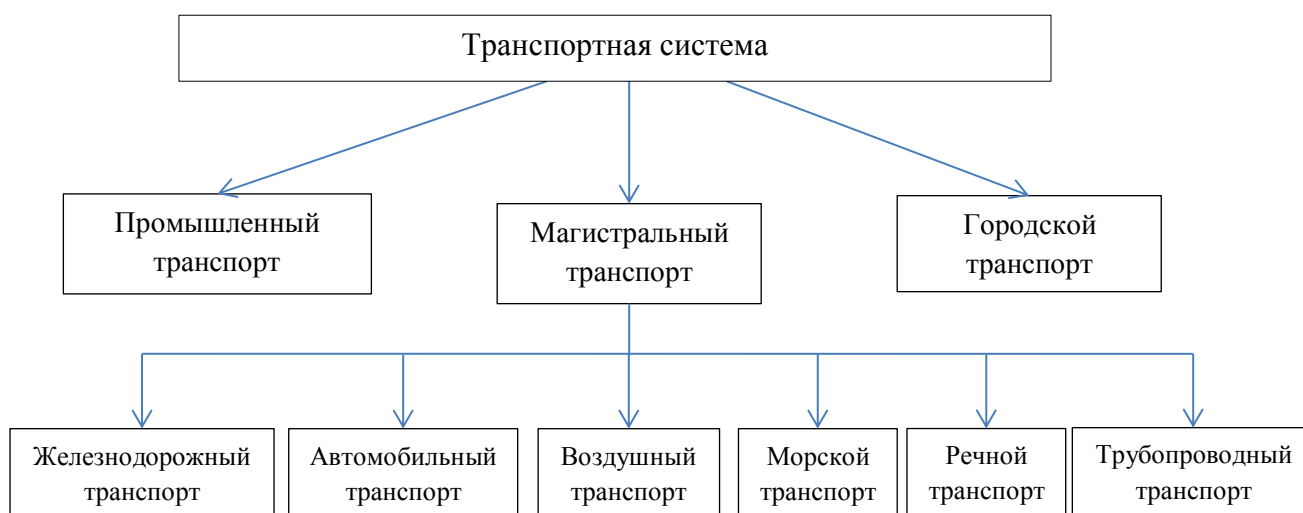 Транспортная система
Промышленный
транспорт
Магистральный
транспорт
Городской
транспорт
Железнодорожный
транспорт
Автомобильный
транспорт
Воздушный
транспорт
Морской
транспорт
Речной
транспорт
Трубопроводный
транспорт